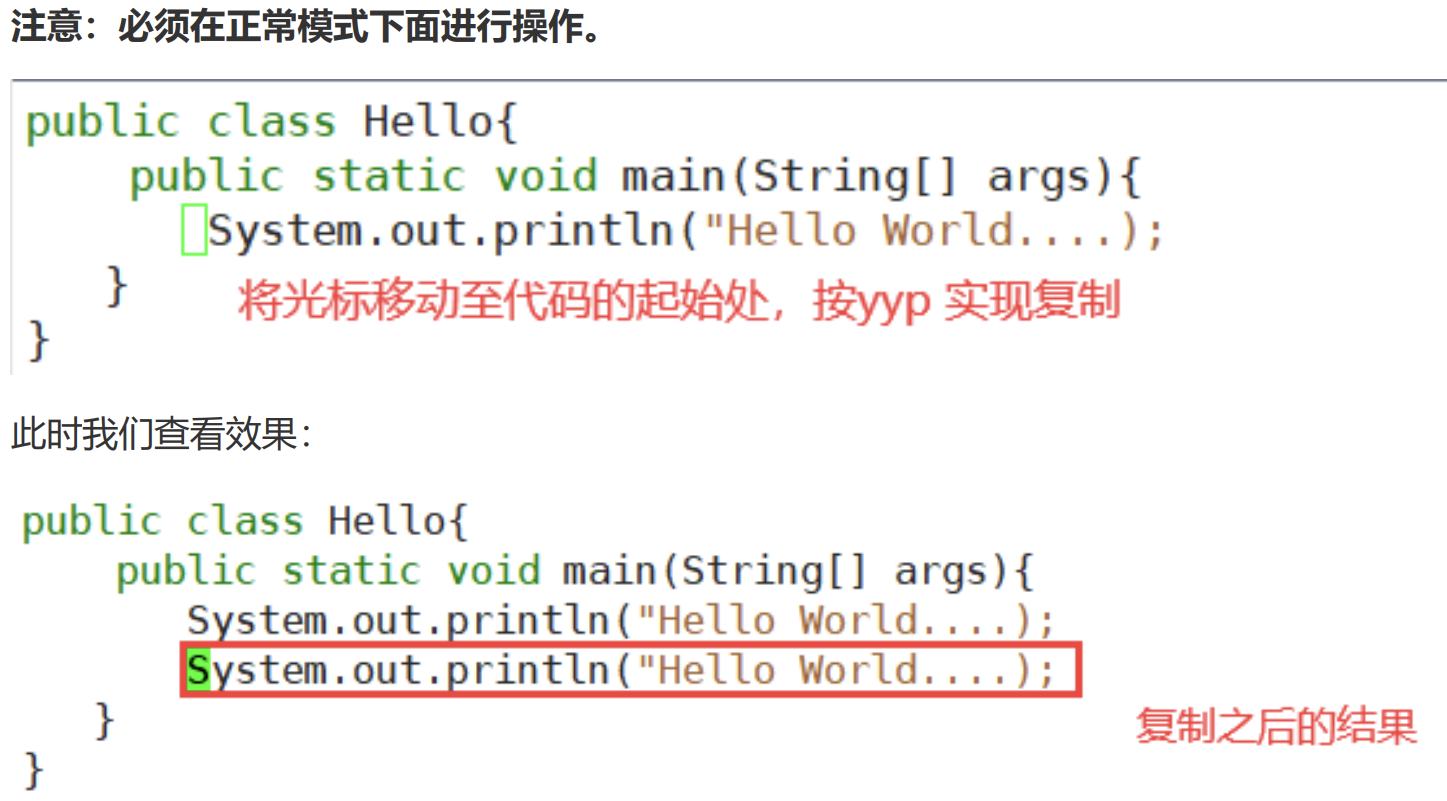 注意：必须在正常模式下面进行操作。
public class Hello{
    public static void main(String[] args){
       System.out.println("Hello World....);
   }
将光标移动至代码的起始处，按yyp 实现复制
}
此时我们查看效果：
public class Hello{
    public static void main(String[] args){
       System.out.println("Hello World....);
       System.out.println("Hello World....);
   }
复制之后的结果
}